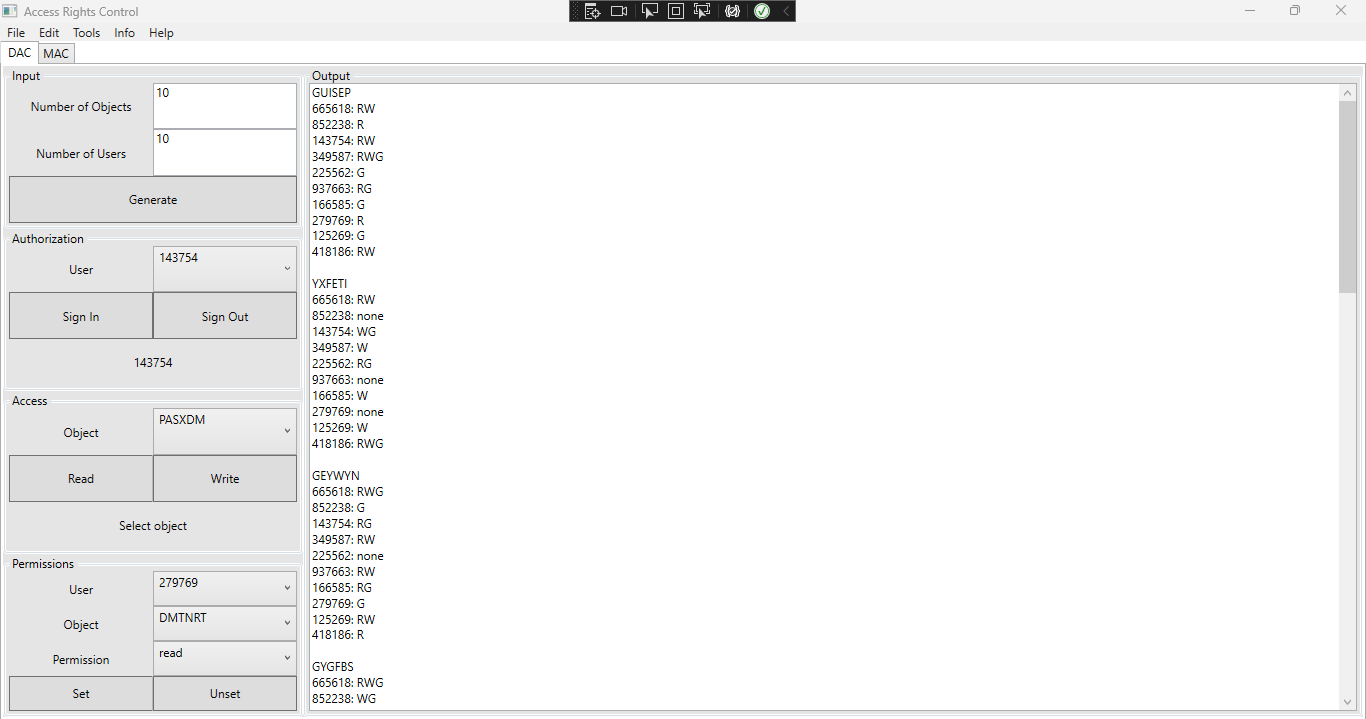 Access Rights Control
File Edit Tools Info Help
DAC MAC
Input
Number of Objects 10
Number of Users 10
Generate
Authorization
User 143754
Sign In Sign Out
143754
Access
Object PASXDM
Read Write
Select object
Permissions
User 279769
Object DMTNRT
Permission read
Set Unset
Output
GUISEP
665618: RW
852238: R
143754: RW
349587: RWG
225562: G
937663: RG
166585: G
279769: R
125269: G
418186: RW
YXFETI
665618: RW
852238: none
143754: WG
349587: W
225562: RG
937663: none
166585: W
279769: none
125269: W
418186: RWG
GEYWYN
665618: RWG
852238: G
143754: RG
349587: RW
225562: none
937663: RW
166585: RG
279769: G
125269: RW
418186: R
GYGFBS
665618: RWG
852238: WG